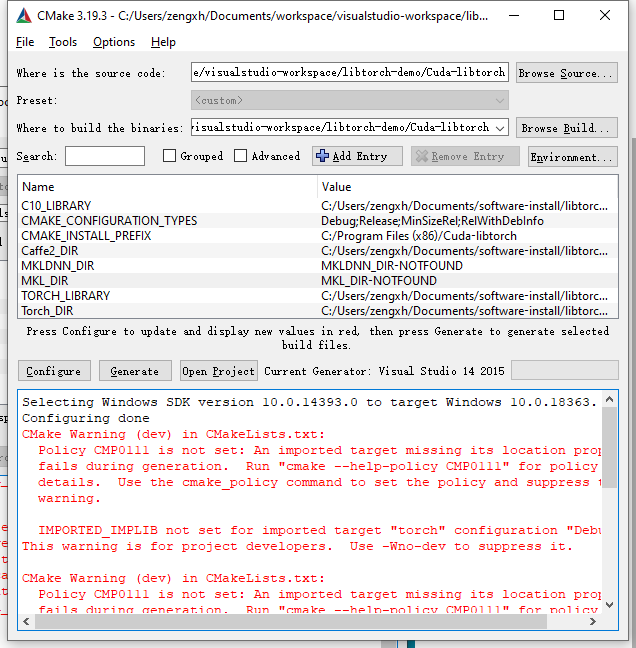 CMake 3.19.3 - C:/Users/zengxh/Documents/workspace/visualstudio-workspace/lib...
File Tools Options Help
Where is the source code: e/visualstudio-workspace/libtorch-demo/Cuda-libtorch Browse Source...
Preset: <custom>
Where to build the binaries: visualstudio-workspace/libtorch-demo/Cuda-libtorch Browse Build...
Search: Grouped Advanced Add Entry Remove Entry Environment...
Name Value
C10_LIBRARY C:/Users/zengxh/Documents/software-install/libtorc...
CMAKE_CONFIGURATION_TYPES Debug;Release;MinSizeRel;RelWithDebInfo
CMAKE_INSTALL_PREFIX C:/Program Files (x86)/Cuda-libtorch
Caffe2_DIR C:/Users/zengxh/Documents/software-install/libtorc...
MKLDNN_DIR MKLDNN_DIR-NOTFOUND
MKL_DIR MKL_DIR-NOTFOUND
TORCH_LIBRARY C:/Users/zengxh/Documents/software-install/libtorc...
Torch_DIR C:/Users/zengxh/Documents/software-install/libtorc...
Press Configure to update and display new values in red, then press Generate to generate selected
build files.
Configure Generate Open Project Current Generator: Visual Studio 14 2015
Selecting Windows SDK version 10.0.14393.0 to target Windows 10.0.18363.
Configuring done
CMake Warning (dev) in CMakeLists.txt:
Policy CMP0111 is not set: An imported target missing its location prop
fails during generation. Run "cmake --help-policy CMP0111" for policy
details. Use the cmake_policy command to set the policy and suppress t
warning.
IMPORTED_IMPLIB not set for imported target "torch" configuration "Debu
This warning is for project developers. Use -Wno-dev to suppress it.
CMake Warning (dev) in CMakeLists.txt:
Policy CMP0111 is not set: An imported target missing its location prop
fails during generation. Run "cmake --help-policy CMP0111" for policy